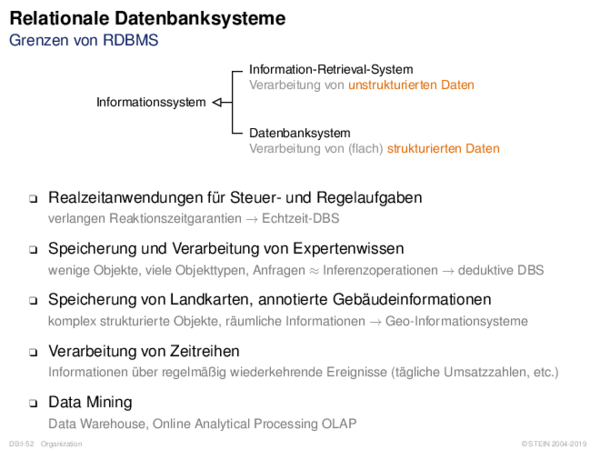 Relationale Datenbanksysteme
Grenzen von RDBMS
Information-Retrieval-System
Verarbeitung von unstrukturierten Daten
Informationssystem
Datenbanksystem
Verarbeitung von (flach) strukturierten Daten
❑ Realzeitanwendungen für Steuer- und Regelaufgaben
verlangen Reaktionszeitgarantien → Echtzeit-DBS
❑ Speicherung und Verarbeitung von Expertenwissen
wenige Objekte, viele Objekttypen, Anfragen ≈ Inferenzoperationen → deduktive DBS
❑ Speicherung von Landkarten, annotierte Gebäudeinformationen
komplex strukturierte Objekte, räumliche Informationen → Geo-Informationsysteme
❑ Verarbeitung von Zeitreihen
Informationen über regelmäßig wiederkehrende Ereignisse (tägliche Umsatzzahlen, etc.)
❑ Data Mining
Data Warehouse, Online Analytical Processing OLAP
DB:I-52 Organization © STEIN 2004-2019